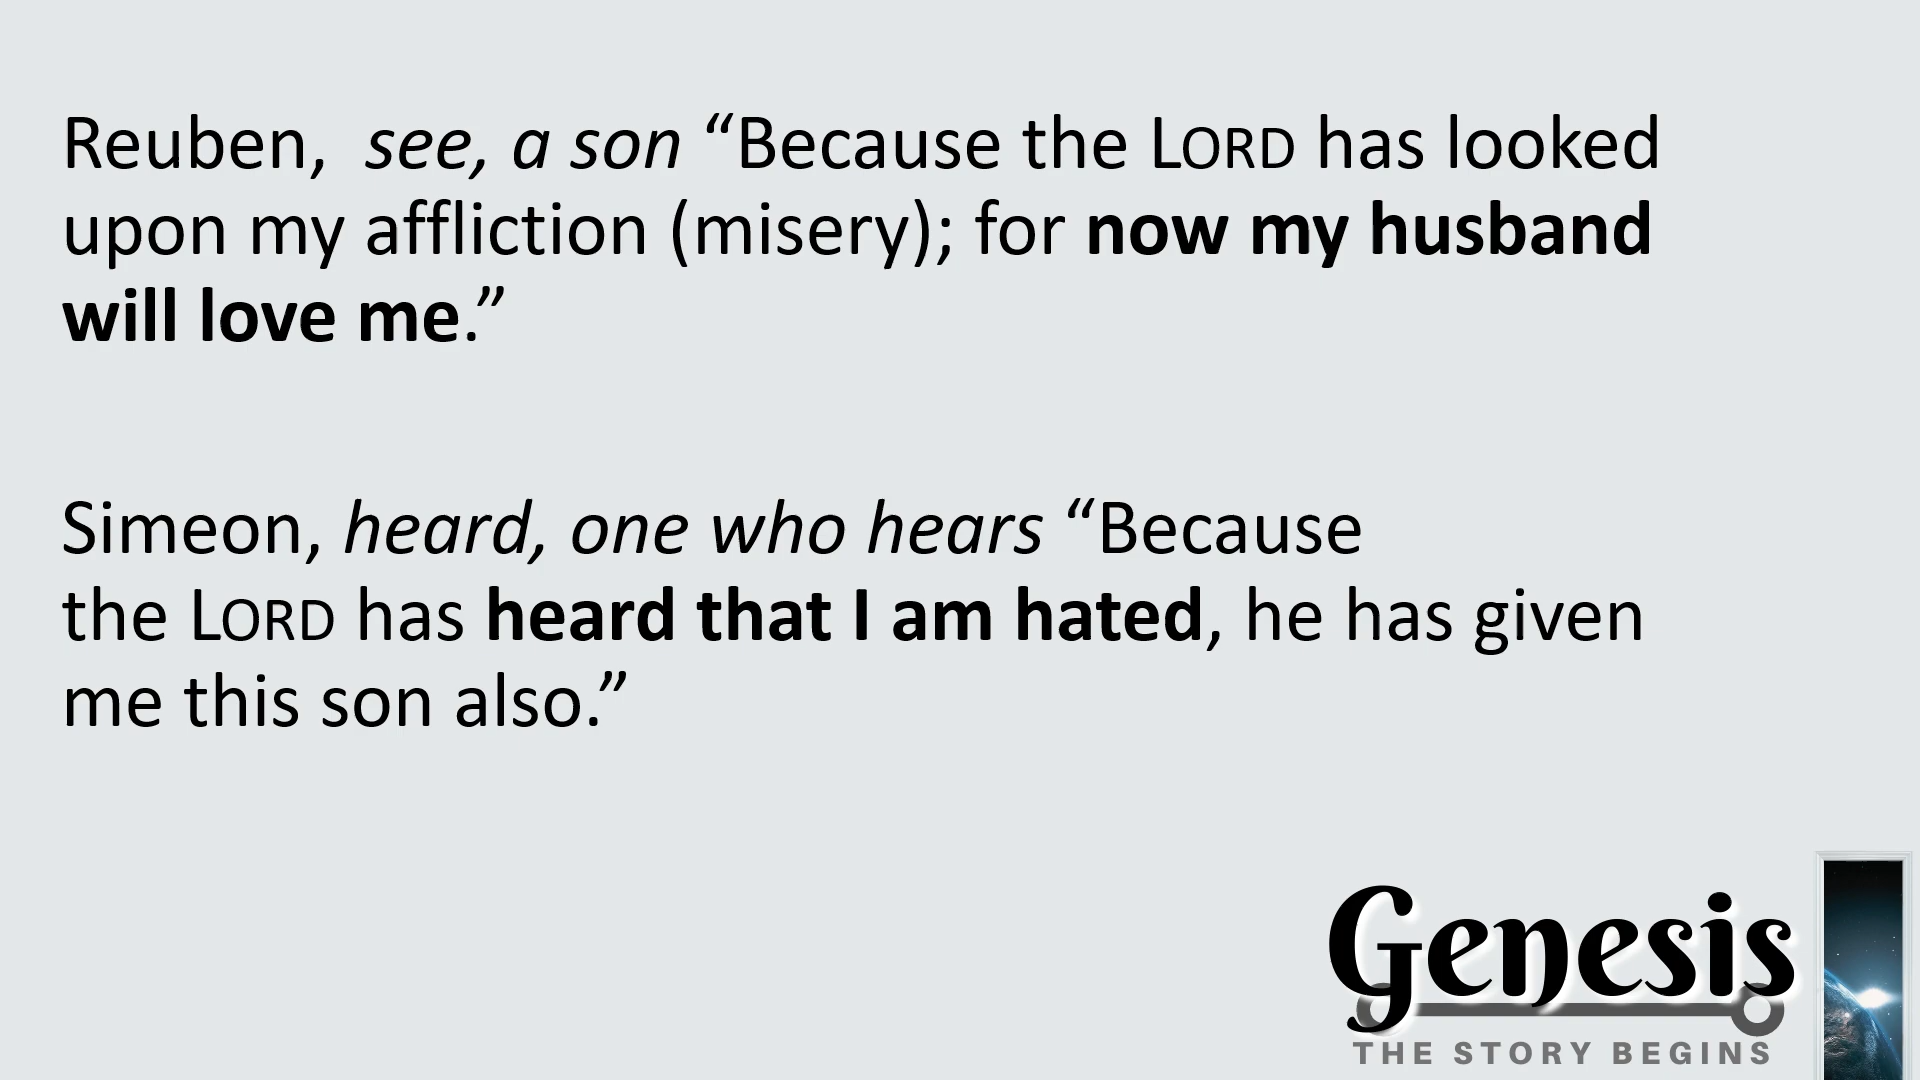 Reuben,  see, a son “Because the LORD has looked
upon my affliction (misery); for now my husband
will love me.”
Simeon, heard, one who hears “Because
the LORD has heard that I am hated, he has given
me this son also.”
Genesis
THE STORY BEGINS